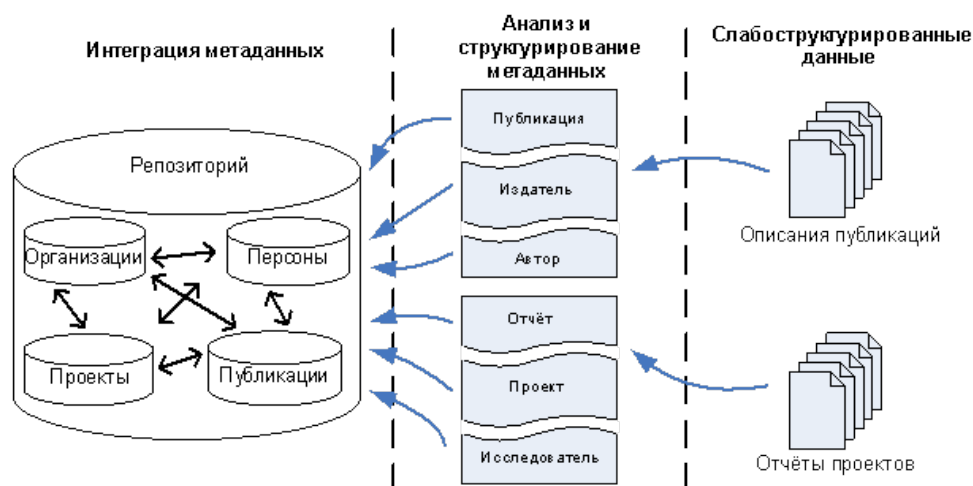 Интеграция метаданных
Анализ и
структурирование
метаданных
Слабоструктурированные
данные
Репозиторий
Организации
Персоны
Проекты
Публикации
Публикация
Издатель
Автор
Отчёт
Проект
Исследователь
Описания публикаций
Отчёты проектов